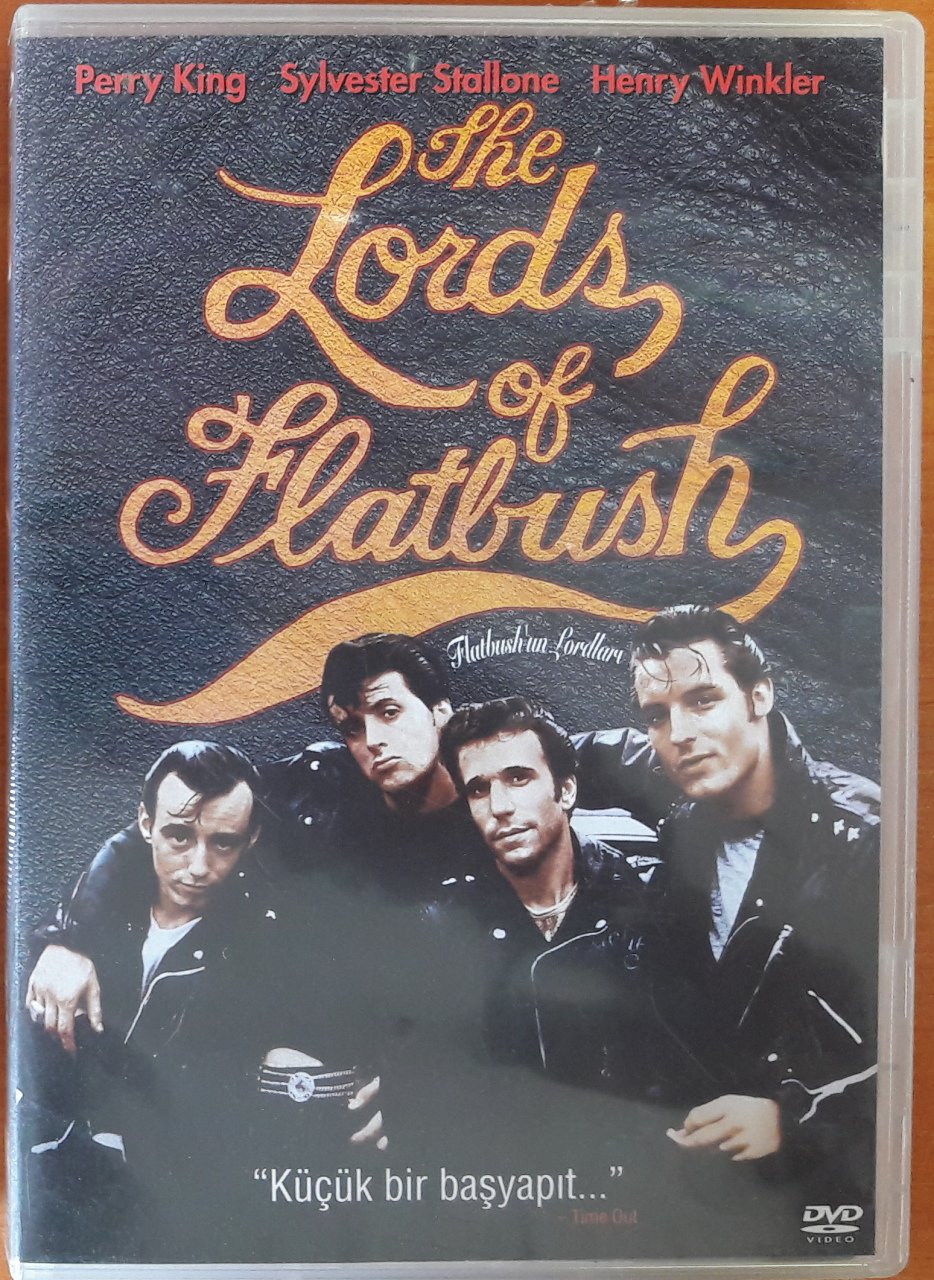 Perry King Sylvester Stallone Henry Winkler
The
Lords
of
Flatbush
Flatbush'un Lordları
“Küçük bir başyapıt...”
- Time Out
DVD
VIDEO